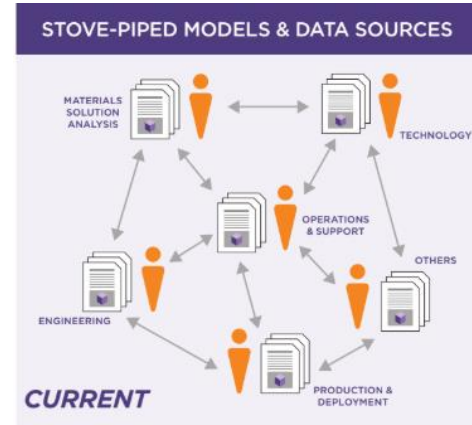 STOVE-PIPED MODELS & DATA SOURCES
MATERIALS
SOLUTION
ANALYSIS
TECHNOLOGY
OPERATIONS
& SUPPORT
OTHERS
ENGINEERING
PRODUCTION &
DEPLOYMENT
CURRENT